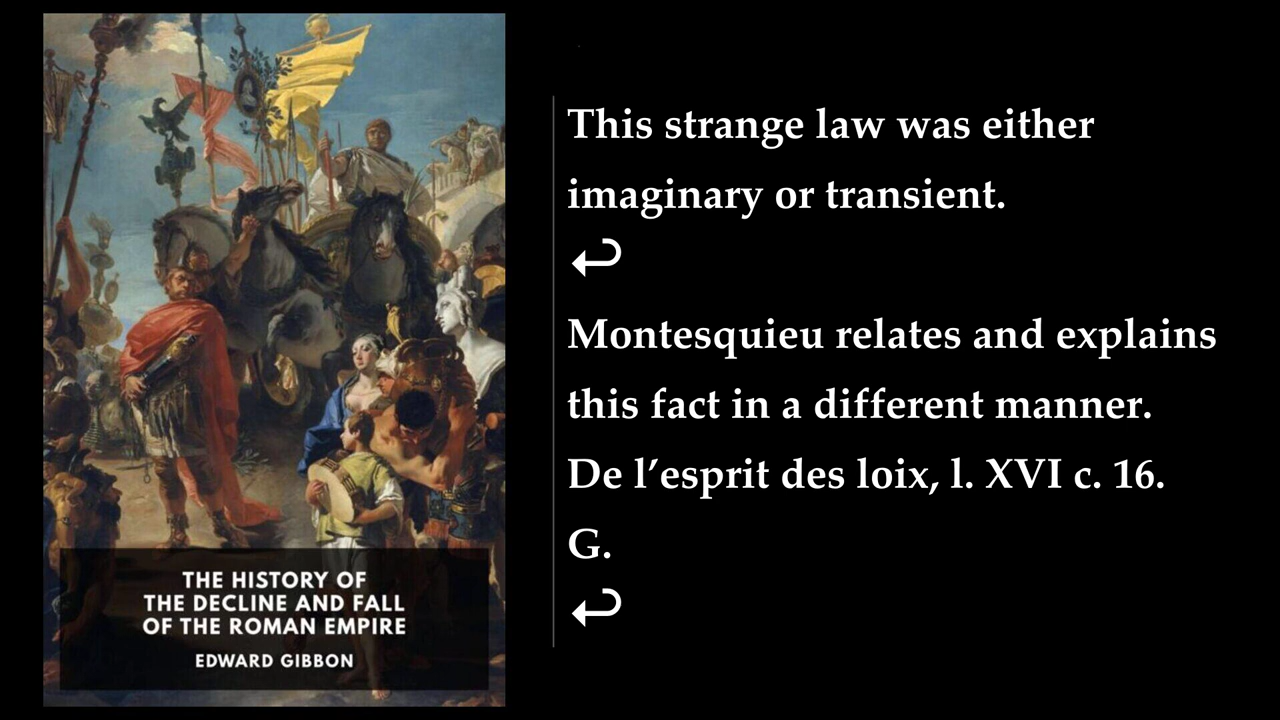 THE HISTORY OF
THE DECLINE AND FALL
OF THE ROMAN EMPIRE
EDWARD GIBBON
This strange law was either
imaginary or transient.
↩
Montesquieu relates and explains
this fact in a different manner.
De l’esprit des loix, l. XVI c. 16.
G.
↩